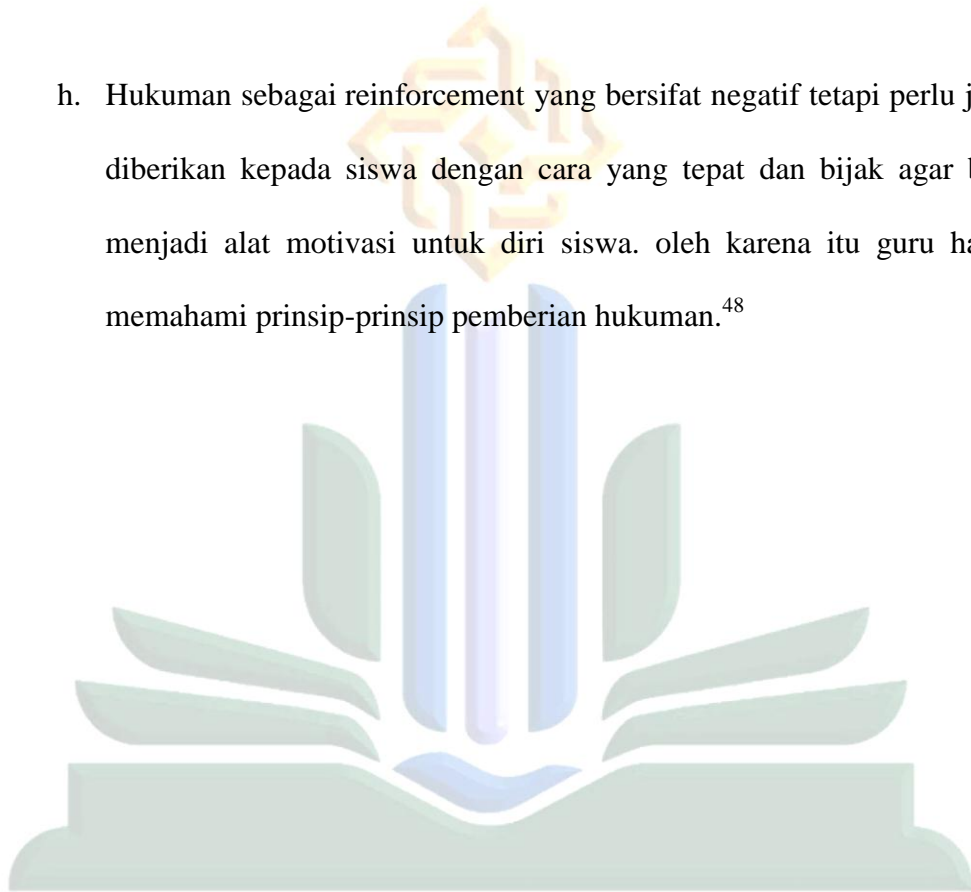 h. Hukuman sebagai reinforcement yang bersifat negatif tetapi perlu
diberikan kepada siswa dengan cara yang tepat dan bijak agar
menjadi alat motivasi untuk diri siswa. oleh karena itu guru
memahami prinsip-prinsip pemberian hukuman.48